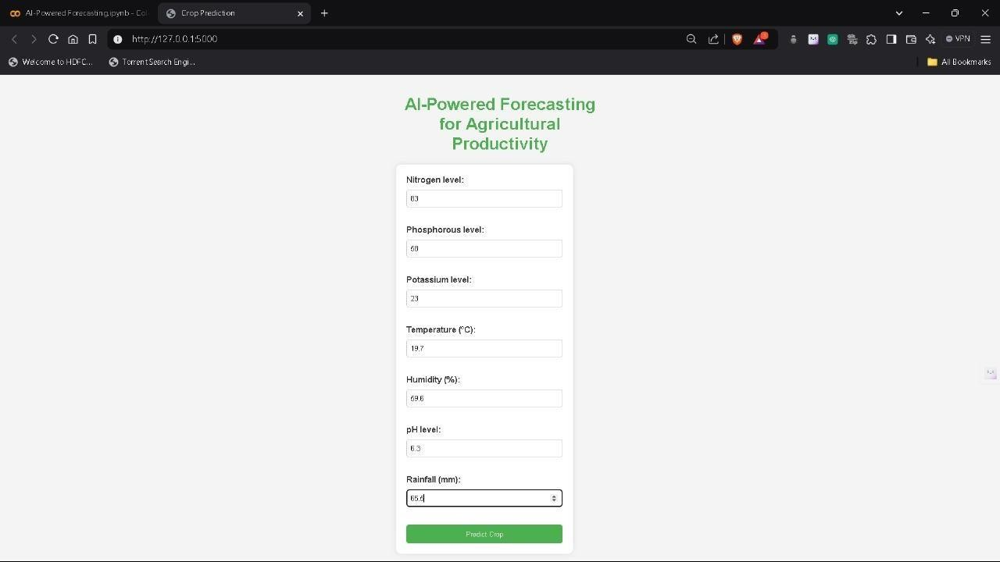 AI-Powered Forecasting.ipynb - Col
Crop Prediction
http://127.0.0.1:5000
VPN
Welcome to HDFC...
Torrent Search Engi...
All Bookmarks
AI-Powered Forecasting
for Agricultural
Productivity
Nitrogen level:
83
Phosphorous level:
58
Potassium level:
23
Temperature (°C):
19.7
Humidity (%):
59.6
pH level:
6.3
Rainfall (mm):
65.5
Predict Crop